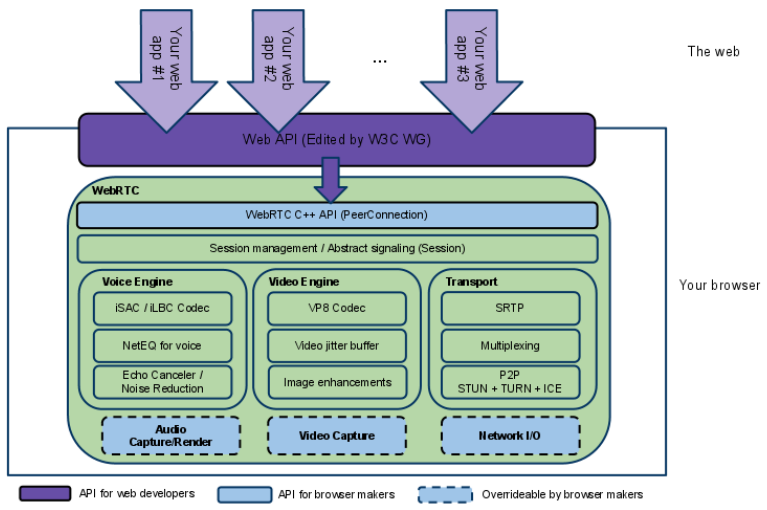 Your web
app #1
Your web
app #2
...
Your web
app #3
The web
Web API (Edited by W3C WG)
WebRTC
WebRTC C++ API (PeerConnection)
Session management / Abstract signaling (Session)
Your browser
Voice Engine
iSAC / iLBC Codec
NetEQ for voice
Echo Canceler /
Noise Reduction
Video Engine
VP8 Codec
Video jitter buffer
Image enhancements
Transport
SRTP
Multiplexing
P2P
STUN + TURN + ICE
Audio
Capture/Render
Video Capture
Network I/O
API for web developers
API for browser makers
Overrideable by browser makers